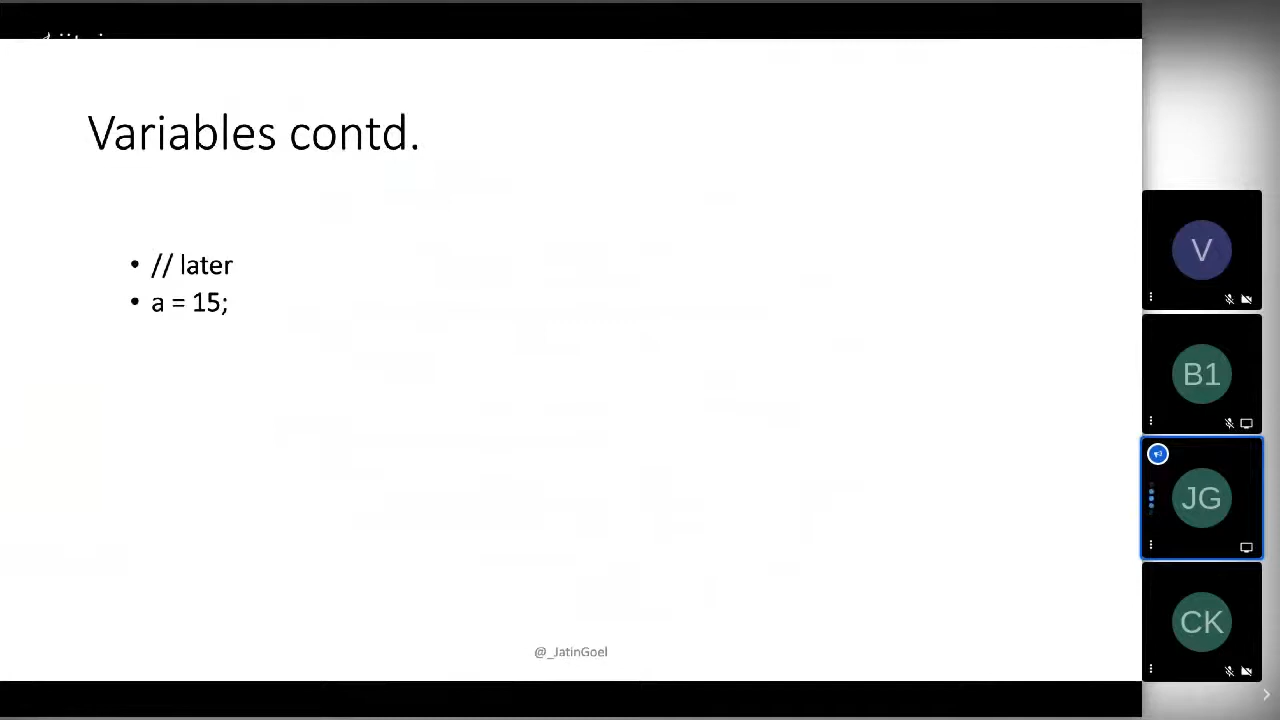 Variables contd.
• // later
• a = 15;
@_JatinGoel
V
B1
JG
CK